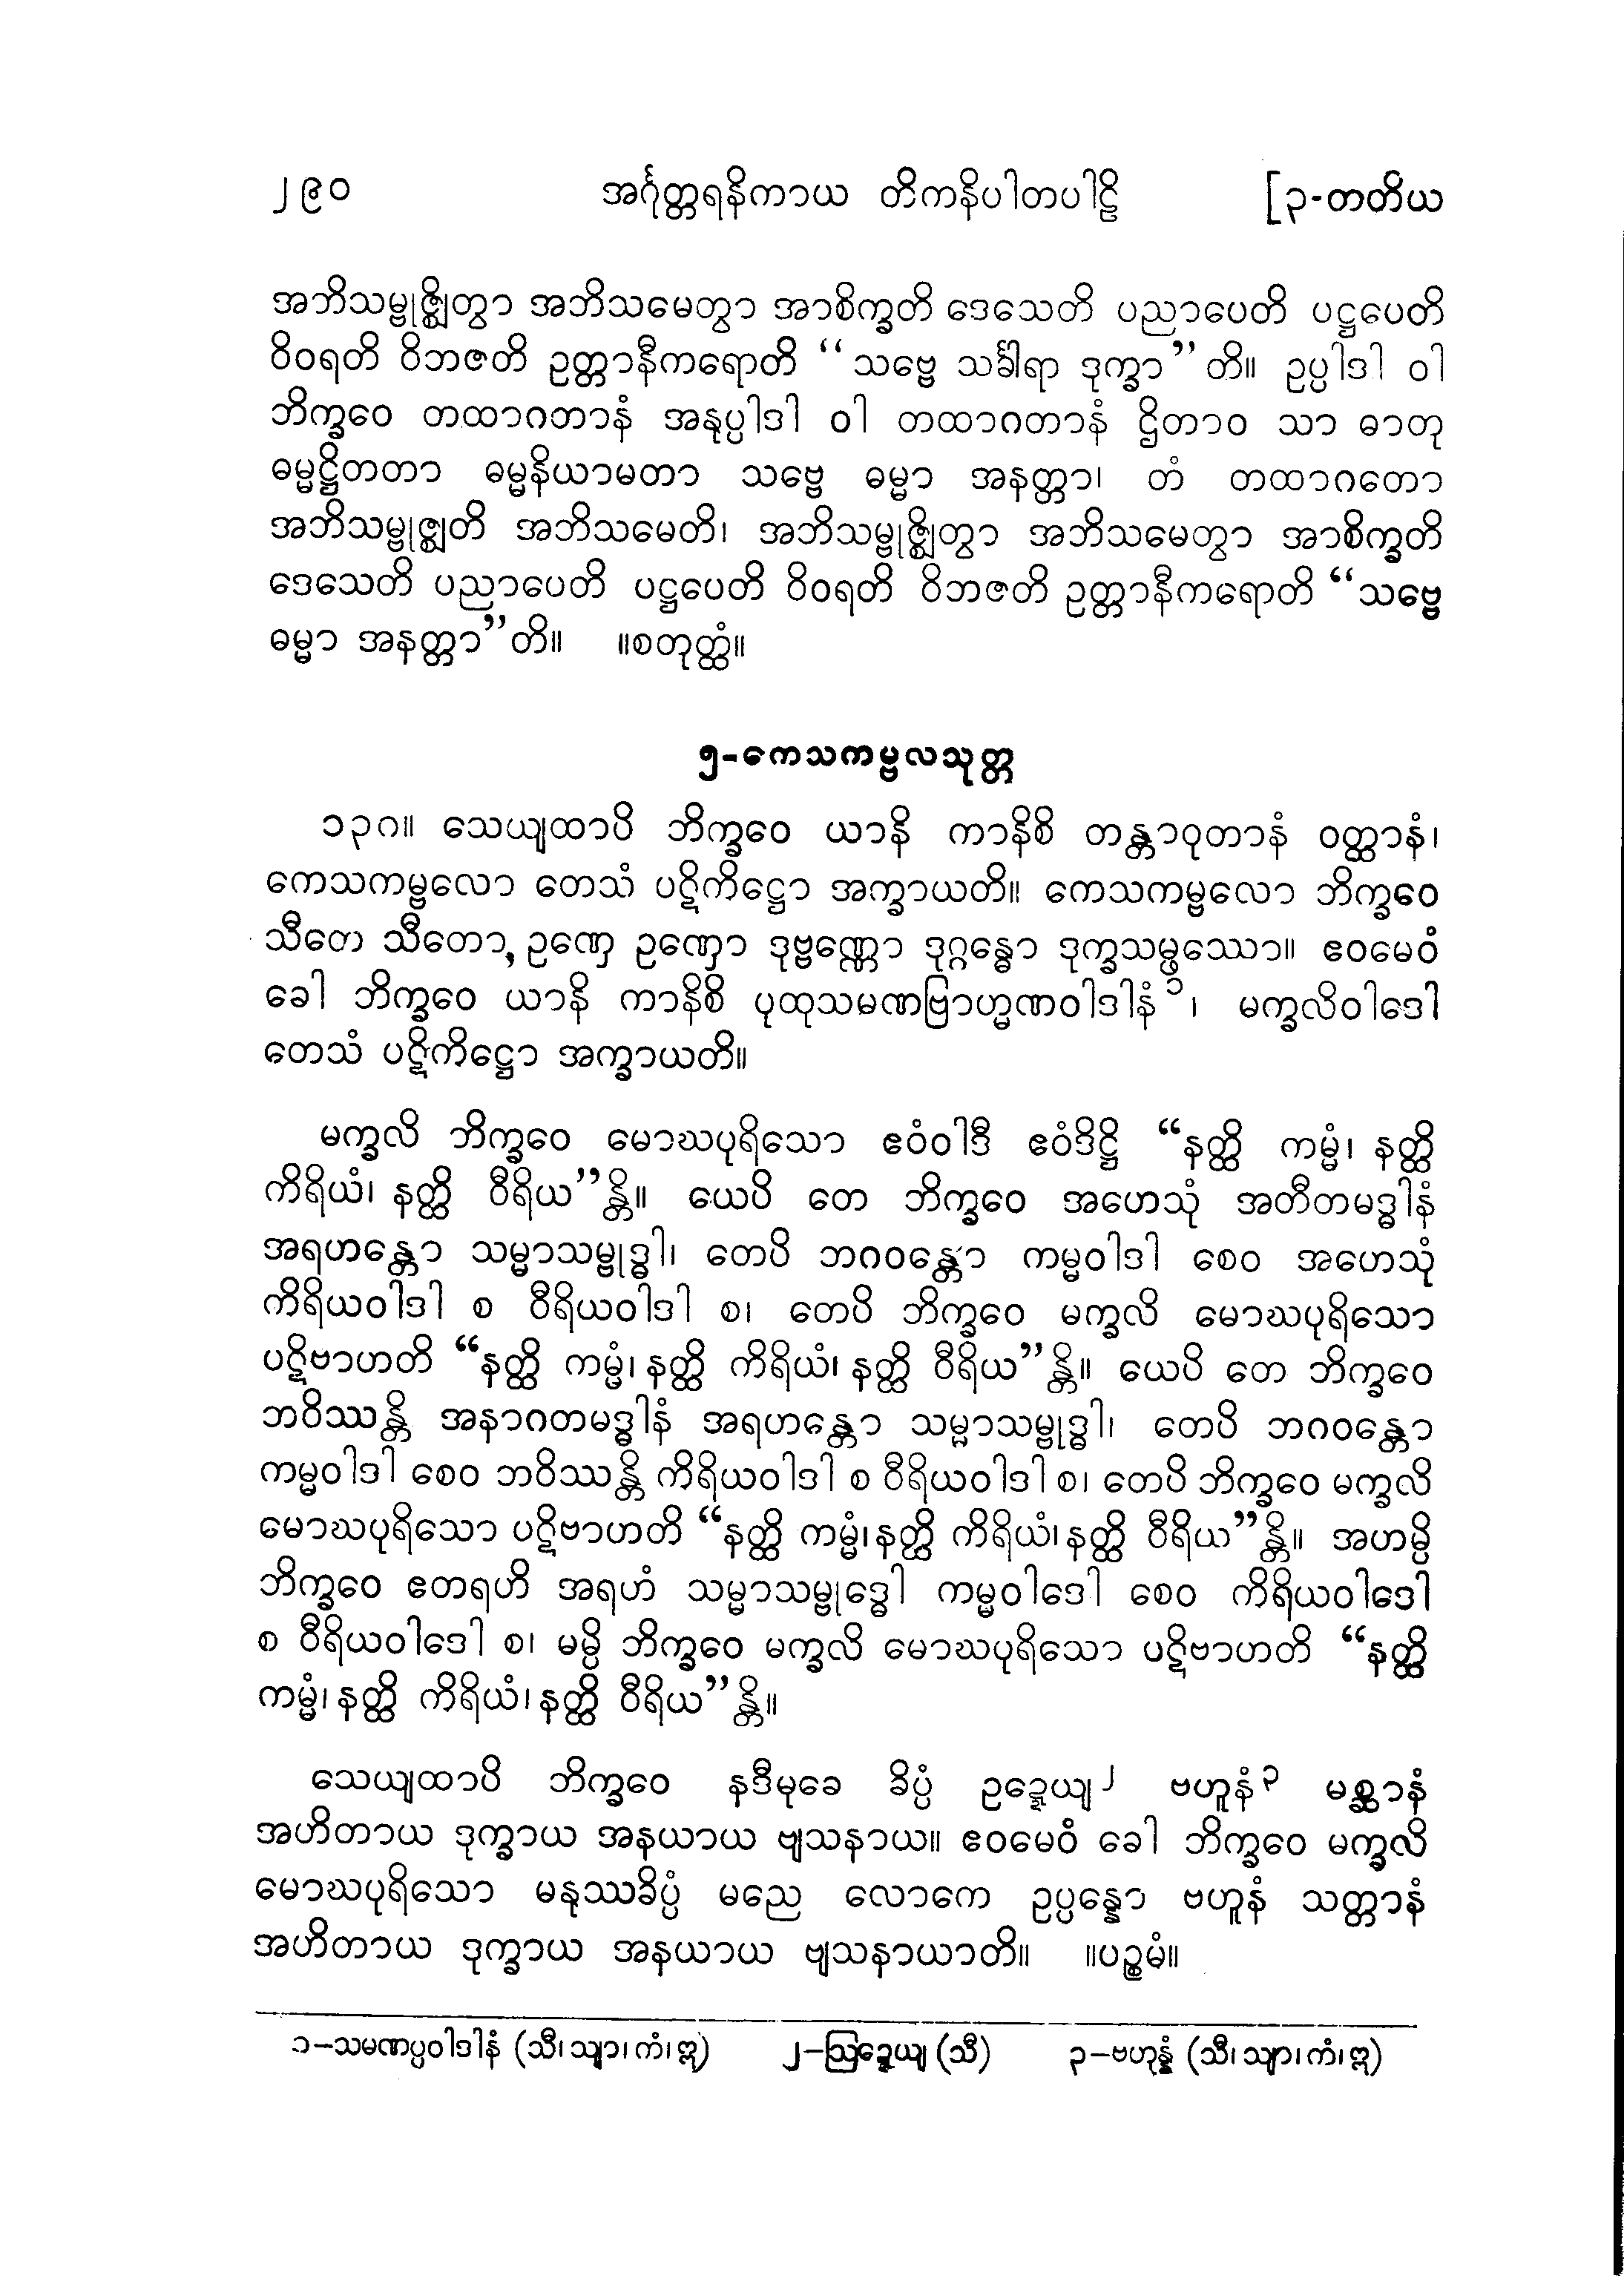 ၂၉၀ အင်္ဂုတ္တရနိကာယ တိကနိပါတပါဠိ [၃-တတိယ
အဘိသမ္ဗုဇ္ဈိတွာ အဘိသမေတွာ အာစိက္ခတိ ဒေသေတိ ပညာပေတိ ပဋ္ဌပေတိ
ဝိဝရတိ ဝိဘဇတိ ဥတ္တာနီကရောတိ “သဗ္ဗေ သင်္ခါရာ ဒုက္ခာ”တိ။ ဥပ္ပါဒါ ဝါ
ဘိက္ခဝေ တထာဂတာနံ အနုပ္ပါဒါ ဝါ တထာဂတာနံ ဌိတာဝ သာ ဓာတု
ဓမ္မဋ္ဌိတတာ ဓမ္မနိယာမတာ သဗ္ဗေ ဓမ္မာ အနတ္တာ၊ တံ တထာဂတော
အဘိသမ္ဗုဇ္ဈတိ အဘိသမေတိ၊ အဘိသမ္ဗုဇ္ဈိတွာ အဘိသမေတွာ အာစိက္ခတိ
ဒေသေတိ ပညာပေတိ ပဋ္ဌပေတိ ဝိဝရတိ ဝိဘဇတိ ဥတ္တာနီကရောတိ “သဗ္ဗေ
ဓမ္မာ အနတ္တာ”တိ။ ။စတုတ္ထံ။
၅-ကေသကမ္ဗလသုတ္တ
၁၃၈။ သေယျထာပိ ဘိက္ခဝေ ယာနိ ကာနိစိ တန္တာဝုတာနံ ဝတ္ထာနံ၊
ကေသကမ္ဗလော တေသံ ပဋိကိဋ္ဌော အက္ခာယတိ။ ကေသကမ္ဗလော ဘိက္ခဝေ
သီတေ သီတော, ဥဏှေ ဥဏှော ဒုဗ္ဗဏ္ဏော ဒုဂ္ဂန္ဓော ဒုက္ခသမ္ဖဿော။ ဧဝမေဝံ
ခေါ ဘိက္ခဝေ ယာနိ ကာနိစိ ပုထုသမဏဗြာဟ္မဏဝါဒါနံ၁၊ မက္ခလိဝါဒေါ
တေသံ ပဋိကိဋ္ဌော အက္ခာယတိ။
မက္ခလိ ဘိက္ခဝေ မောဃပုရိသော ဧဝံဝါဒီ ဧဝံဒိဋ္ဌိ “နတ္ထိ ကမ္မံ၊ နတ္ထိ
ကိရိယံ၊ နတ္ထိ ဝီရိယ”န္တိ။ ယေပိ တေ ဘိက္ခဝေ အဟေသုံ အတီတမဒ္ဓါနံ
အရဟန္တော သမ္မာသမ္ဗုဒ္ဓါ၊ တေပိ ဘဂဝန္တော ကမ္မဝါဒါ စေဝ အဟေသုံ
ကိရိယဝါဒါ စ ဝီရိယဝါဒါ စ၊ တေပိ ဘိက္ခဝေ မက္ခလိ မောဃပုရိသော
ပဋိဗာဟတိ “နတ္ထိ ကမ္မံ၊ နတ္ထိ ကိရိယံ၊ နတ္ထိ ဝီရိယ”န္တိ။ ယေပိ တေ ဘိက္ခဝေ
ဘဝိဿန္တိ အနာဂတမဒ္ဓါနံ အရဟန္တော သမ္မာသမ္ဗုဒ္ဓါ၊ တေပိ ဘဂဝန္တော
ကမ္မဝါဒါ စေဝ ဘဝိဿန္တိ ကိရိယဝါဒါ စ ဝီရိယဝါဒါ စ၊ တေပိ ဘိက္ခဝေ မက္ခလိ
မောဃပုရိသော ပဋိဗာဟတိ “နတ္ထိ ကမ္မံ၊ နတ္ထိ ကိရိယံ၊ နတ္ထိ ဝီရိယ”န္တိ။ အဟမ္ပိ
ဘိက္ခဝေ ဧတရဟိ အရဟံ သမ္မာသမ္ဗုဒ္ဓေါ ကမ္မဝါဒေါ စေဝ ကိရိယဝါဒေါ
စ ဝီရိယဝါဒေါ စ၊ မမ္ပိ ဘိက္ခဝေ မက္ခလိ မောဃပုရိသော ပဋိဗာဟတိ “နတ္ထိ
ကမ္မံ၊ နတ္ထိ ကိရိယံ၊ နတ္ထိ ဝီရိယ”န္တိ။
သေယျထာပိ ဘိက္ခဝေ နဒီမုခေ ခိပ္ပံ ဥဍ္ဍေယျ၂ ဗဟူနံ၃ မစ္ဆာနံ
အဟိတာယ ဒုက္ခာယ အနယာယ ဗျသနာယ။ ဧဝမေဝံ ခေါ ဘိက္ခဝေ မက္ခလိ
မောဃပုရိသော မနုဿခိပ္ပံ မညေ လောကေ ဥပ္ပန္နော ဗဟူနံ သတ္တာနံ
အဟိတာယ ဒုက္ခာယ အနယာယ ဗျသနာယာတိ။ ။ပဉ္စမံ။
၁–သမဏပ္ပဝါဒါနံ (သီ၊ သျာ၊ ကံ၊ ဣ) ၂–ဩဍ္ဍေယျ (သီ) ၃–ဗဟုန္နံ (သီ၊ သျာ၊ ကံ၊ ဣ)